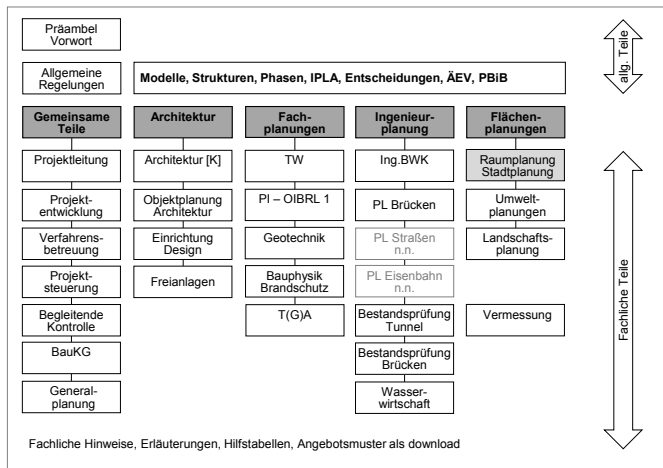 Präambel
Vorwort
allg. Teile
Allgemeine
Regelungen
Modelle, Strukturen, Phasen, IPLA, Entscheidungen, ÄEV, PBiB
Gemeinsame
Teile
Architektur
Fach-
planungen
Ingenieur-
planung
Flächen-
planungen
Projektleitung
Architektur [K]
TW
Ing.BWK
Raumplanung
Stadtplanung
Projekt-
entwicklung
Objektplanung
Architektur
PI – OIBRL 1
PL Brücken
Umwelt-
planungen
Verfahrens-
betreuung
Einrichtung
Design
Geotechnik
PL Straßen
n.n.
Landschafts-
planung
Projekt-
steuerung
Freianlagen
Bauphysik
Brandschutz
PL Eisenbahn
n.n.
Begleitende
Kontrolle
T(G)A
Bestandsprüfung
Tunnel
Vermessung
BauKG
Bestandsprüfung
Brücken
General-
planung
Wasser-
wirtschaft
Fachliche Teile
Fachliche Hinweise, Erläuterungen, Hilfstabellen, Angebotsmuster als download